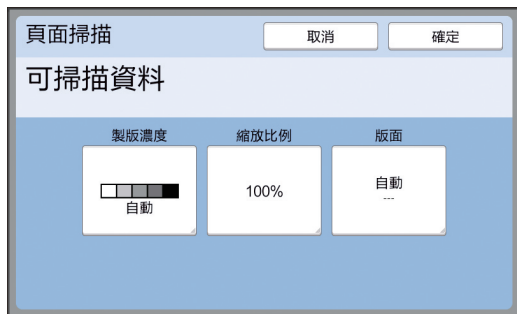 頁面掃描
取消
確定
可掃描資料
製版濃度
縮放比例
版面
自動
100%
自動
---